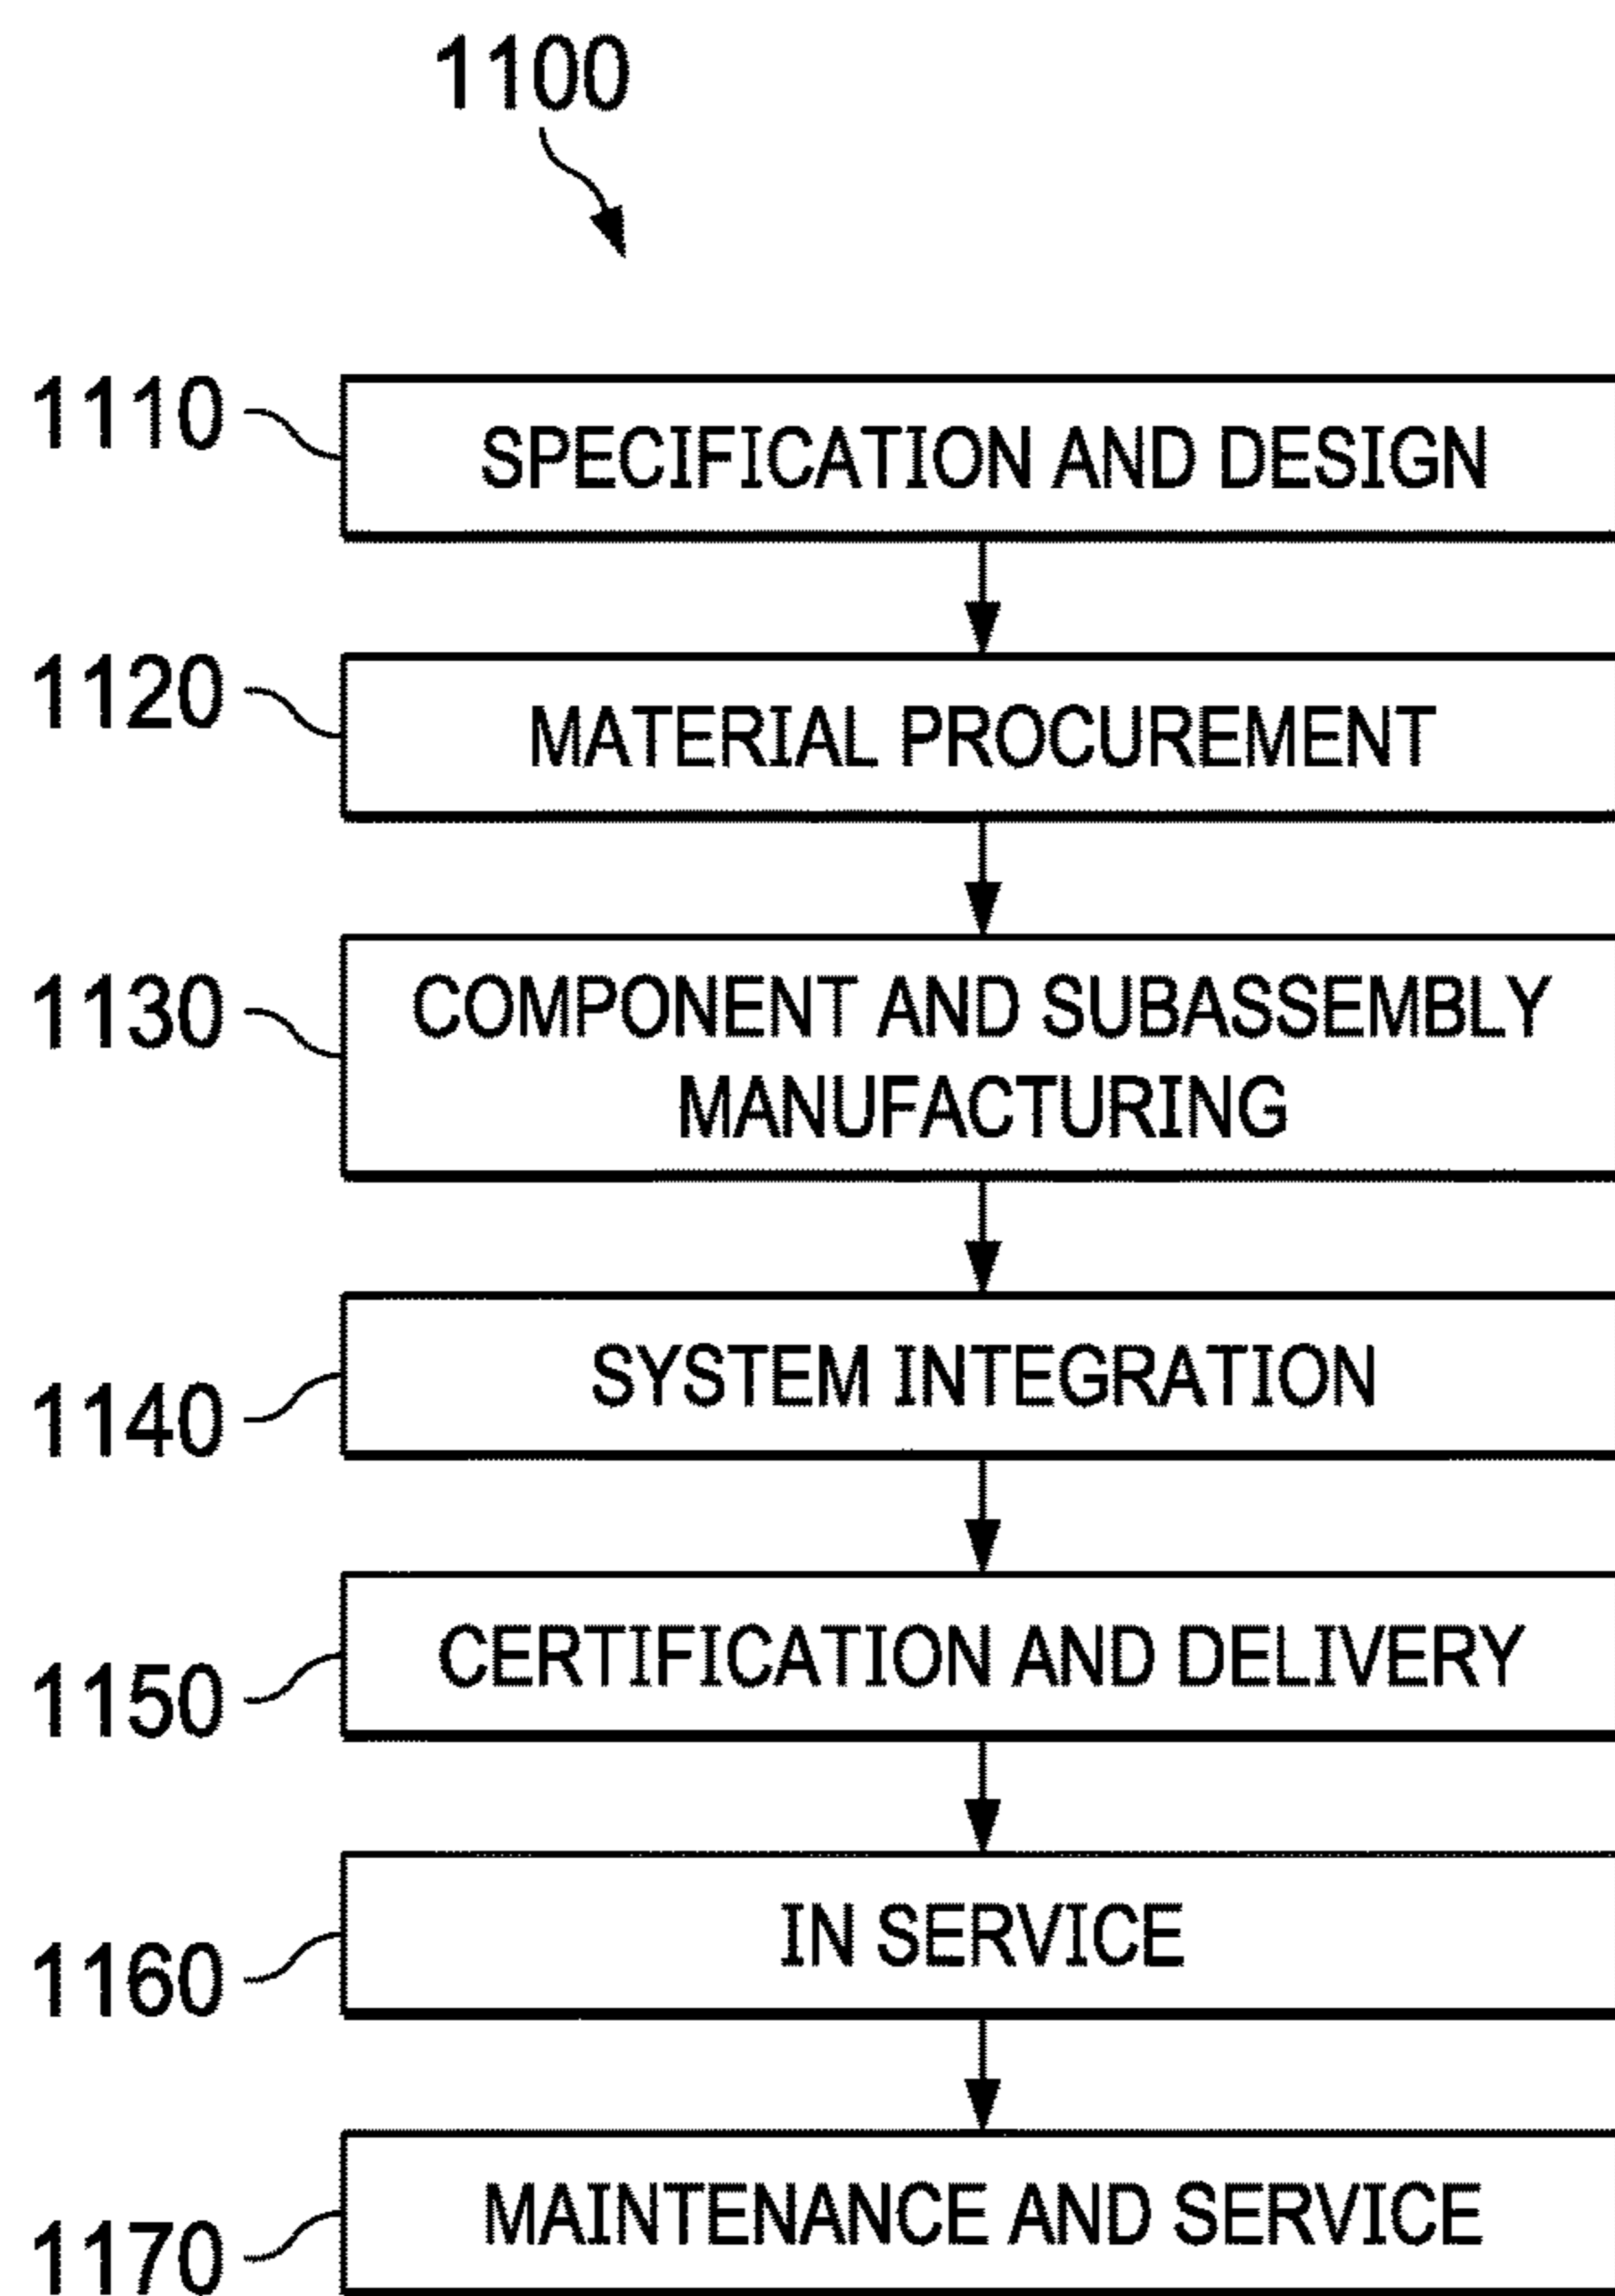 1100
1110
SPECIFICATION AND DESIGN
1120
MATERIAL PROCUREMENT
1130
COMPONENT AND SUBASSEMBLY
MANUFACTURING
1140
SYSTEM INTEGRATION
1150
CERTIFICATION AND DELIVERY
1160
IN SERVICE
1170
MAINTENANCE AND SERVICE